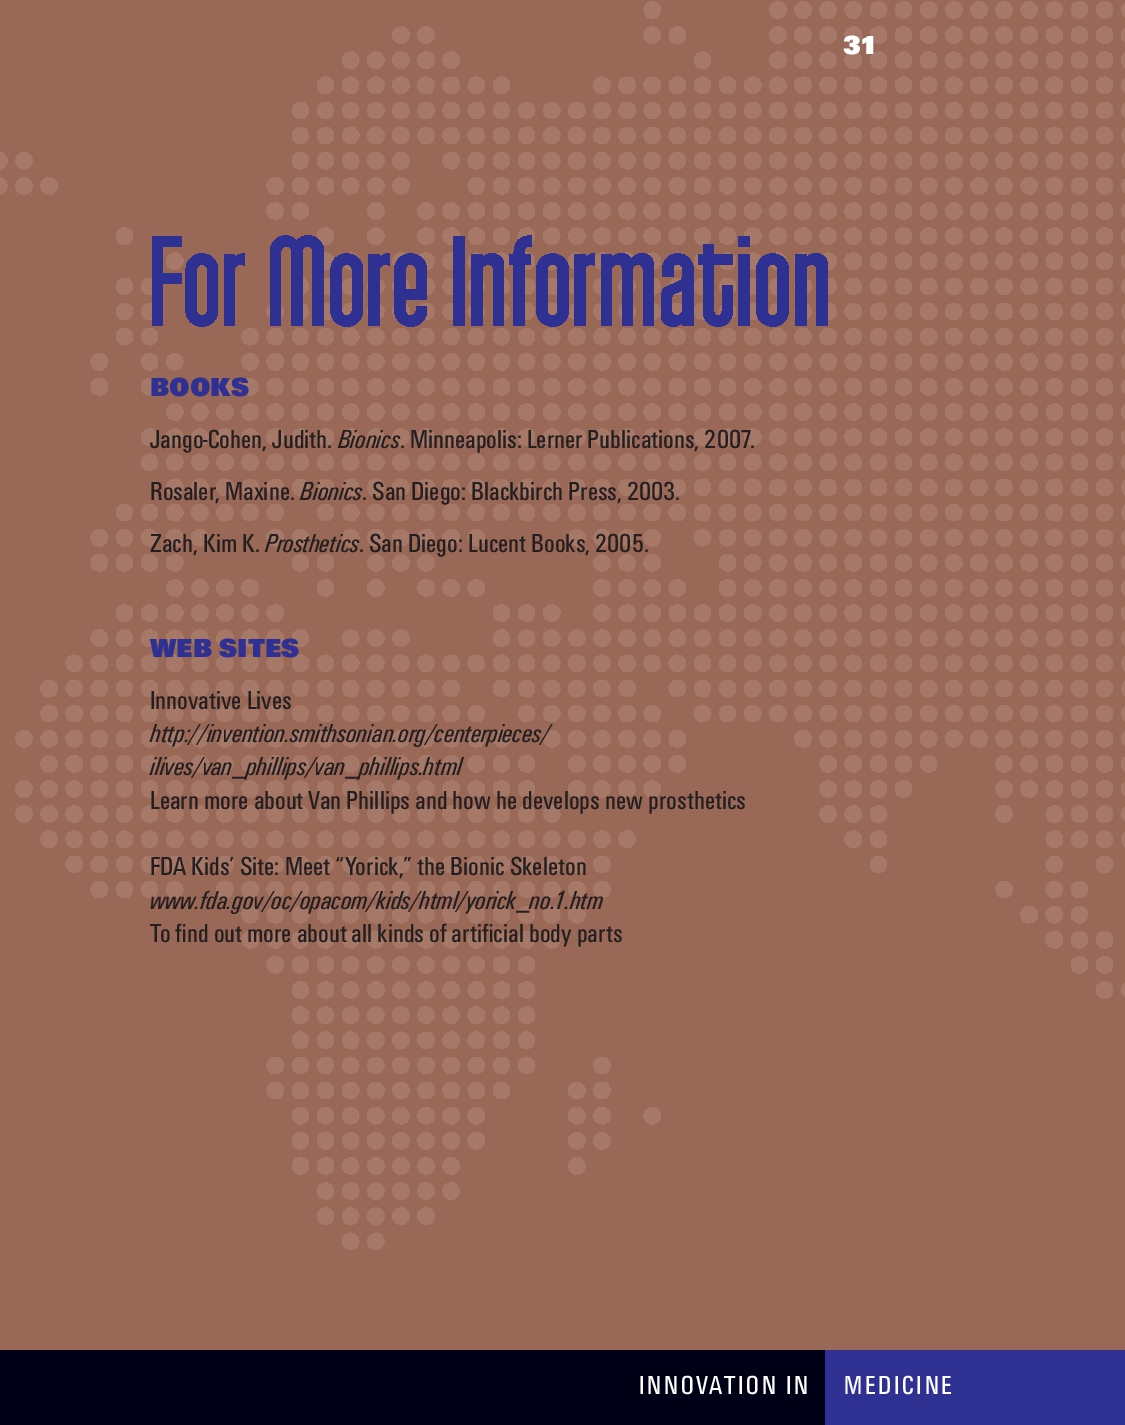 31
For More Information
BOOKS
Jango-Cohen, Judith. Bionics. Minneapolis: Lerner Publications, 2007.
Rosaler, Maxine. Bionics. San Diego: Blackbirch Press, 2003.
Zach, Kim K. Prosthetics. San Diego: Lucent Books, 2005.
WEB SITES
Innovative Lives
http://invention.smithsonian.org/centerpieces/
ilives/van_phillips/van_phillips.html
Learn more about Van Phillips and how he develops new prosthetics
FDA Kids’ Site: Meet “Yorick,” the Bionic Skeleton
www.fda.gov/oc/opacom/kids/html/yorick_no.1.htm
To find out more about all kinds of artificial body parts
INNOVATION IN MEDICINE